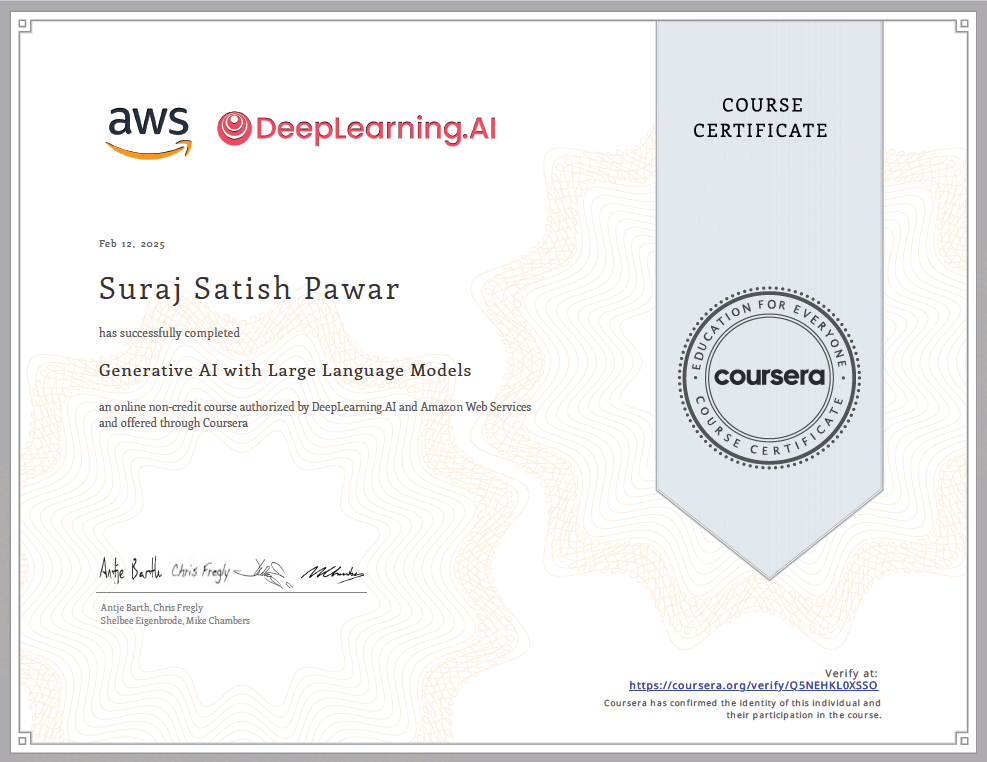 aws DeepLearning.AI
COURSE
CERTIFICATE
Feb 12, 2025
Suraj Satish Pawar
has successfully completed
Generative AI with Large Language Models
an online non-credit course authorized by DeepLearning.AI and Amazon Web Services
and offered through Coursera
EDUCATION FOR EVERYONE
coursera
COURSE CERTIFICATE
Antje Barth Chris Fregly
Antje Barth, Chris Fregly
Shelbee Eigenbrode, Mike Chambers
Verify at:
https://coursera.org/verify/Q5NEHKL0XSSO
Coursera has confirmed the identity of this individual and
their participation in the course.